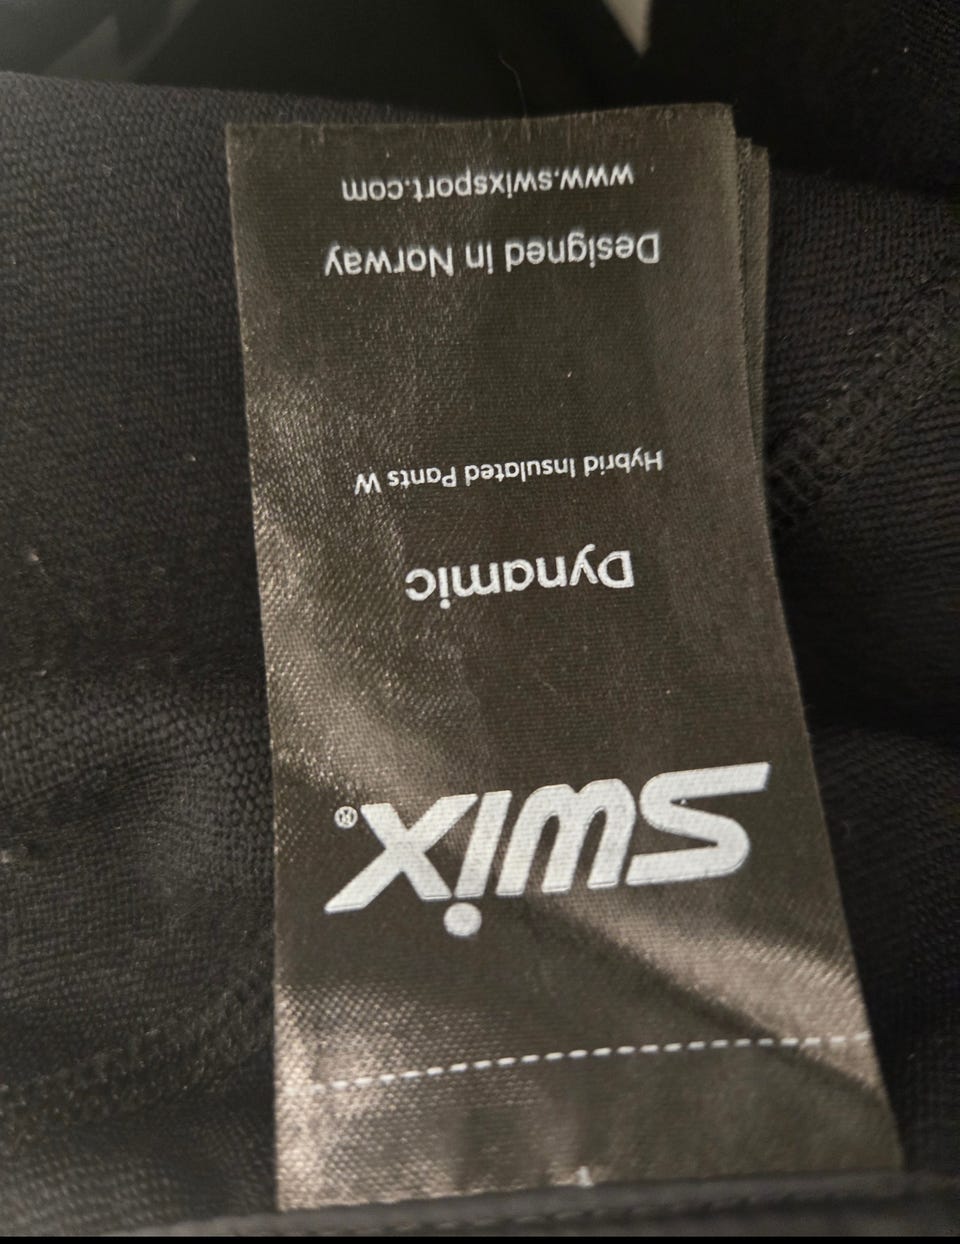 Swix®
Dynamic
Hybrid Insulated Pants W
Designed in Norway
www.swixsport.com